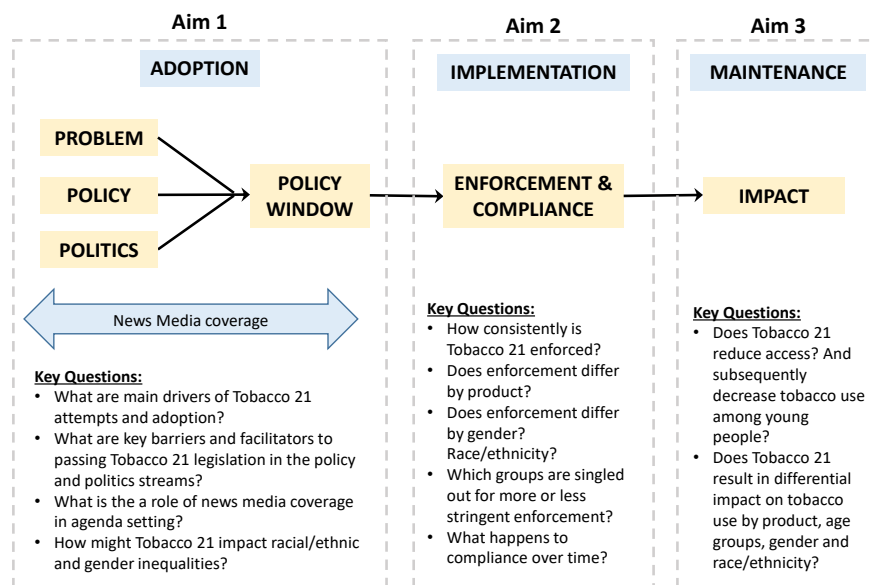 Aim 1
ADOPTION
PROBLEM
POLICY
POLITICS
POLICY
WINDOW
News Media coverage
Key Questions:
• What are main drivers of Tobacco 21
attempts and adoption?
• What are key barriers and facilitators to
passing Tobacco 21 legislation in the policy
and politics streams?
• What is the a role of news media coverage
in agenda setting?
• How might Tobacco 21 impact racial/ethnic
and gender inequalities?
Aim 2
IMPLEMENTATION
ENFORCEMENT &
COMPLIANCE
Key Questions:
• How consistently is
Tobacco 21 enforced?
• Does enforcement differ
by product?
• Does enforcement differ
by gender?
Race/ethnicity?
• Which groups are singled
out for more or less
stringent enforcement?
• What happens to
compliance over time?
Aim 3
MAINTENANCE
IMPACT
Key Questions:
• Does Tobacco 21
reduce access? And
subsequently
decrease tobacco use
among young
people?
• Does Tobacco 21
result in differential
impact on tobacco
use by product, age
groups, gender and
race/ethnicity?